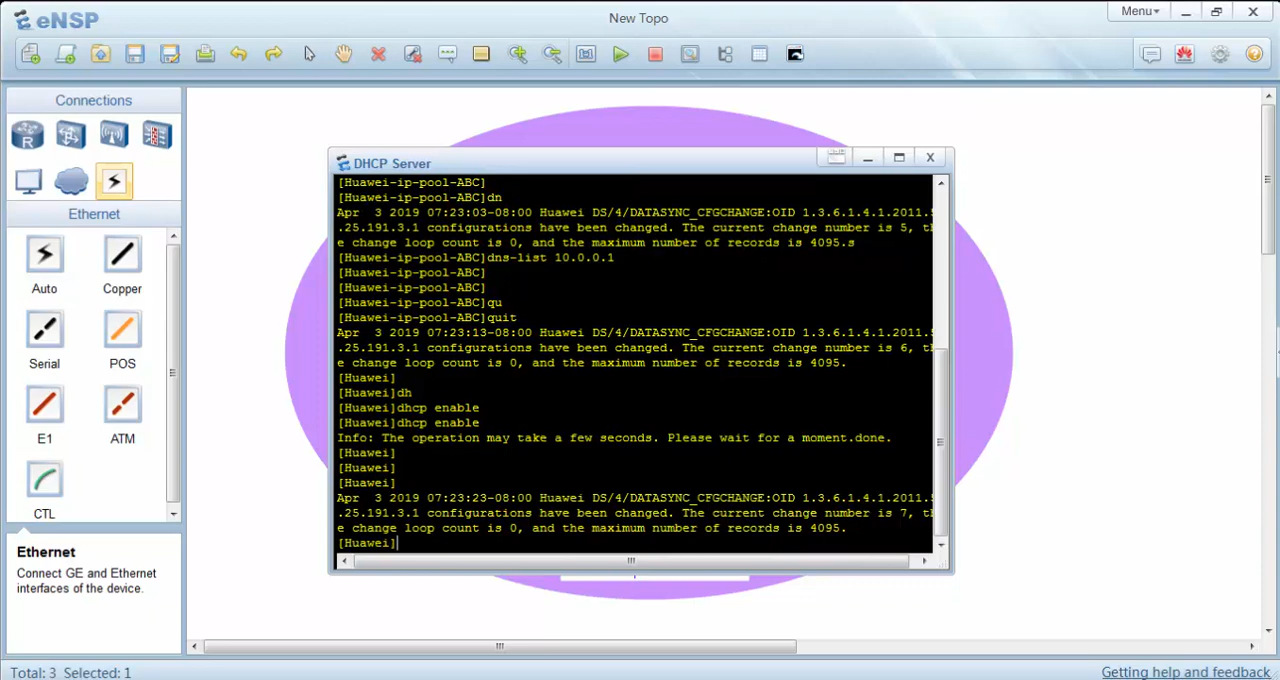 eNSP
New Topo
Menu
Connections
R
Ethernet
Auto
Copper
Serial
POS
E1
ATM
CTL
Ethernet
Connect GE and Ethernet
interfaces of the device.
DHCP Server
[Huawei-ip-pool-ABC]
[Huawei-ip-pool-ABC]dn
Apr  3 2019 07:23:03-08:00 Huawei DS/4/DATASYNC_CFGCHANGE:OID 1.3.6.1.4.1.2011.5
.25.191.3.1 configurations have been changed. The current change number is 5, th
e change loop count is 0, and the maximum number of records is 4095.s
[Huawei-ip-pool-ABC]dns-list 10.0.0.1
[Huawei-ip-pool-ABC]
[Huawei-ip-pool-ABC]
[Huawei-ip-pool-ABC]qu
[Huawei-ip-pool-ABC]quit
Apr  3 2019 07:23:13-08:00 Huawei DS/4/DATASYNC_CFGCHANGE:OID 1.3.6.1.4.1.2011.5
.25.191.3.1 configurations have been changed. The current change number is 6, th
e change loop count is 0, and the maximum number of records is 4095.
[Huawei]
[Huawei]dh
[Huawei]dhcp enable
[Huawei]dhcp enable
Info: The operation may take a few seconds. Please wait for a moment.done.
[Huawei]
[Huawei]
[Huawei]
Apr  3 2019 07:23:23-08:00 Huawei DS/4/DATASYNC_CFGCHANGE:OID 1.3.6.1.4.1.2011.5
.25.191.3.1 configurations have been changed. The current change number is 7, th
e change loop count is 0, and the maximum number of records is 4095.
[Huawei]
Total: 3 Selected: 1
Getting help and feedback